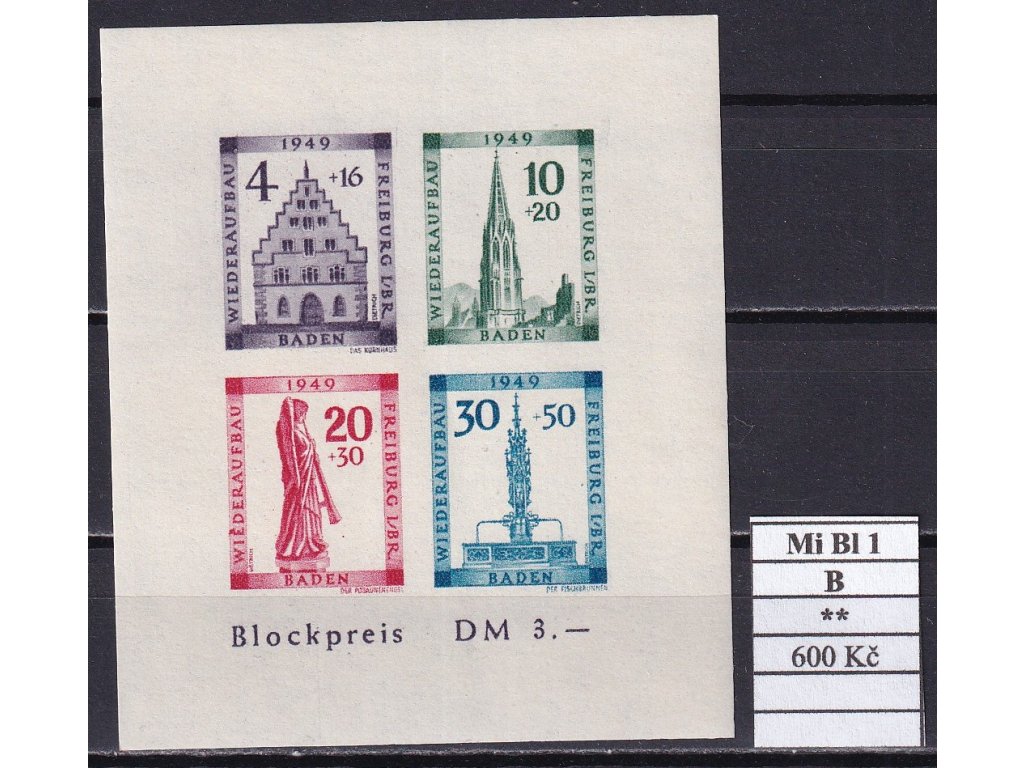 1949
4 +16
WIEDERAUFBAU
FREIBURG I/BR.
BADEN
DAS KORNHAUS
1949
10
+20
WIEDERAUFBAU
FREIBURG I/BR.
BADEN
1949
20
+30
WIEDERAUFBAU
FREIBURG I/BR.
BADEN
DER POSAUNENENGEL
1949
30 +50
WIEDERAUFBAU
FREIBURG I/BR.
BADEN
DER FISCHBRUNNEN
Blockpreis DM 3.—
Mi Bl 1
B
**
600 Kč